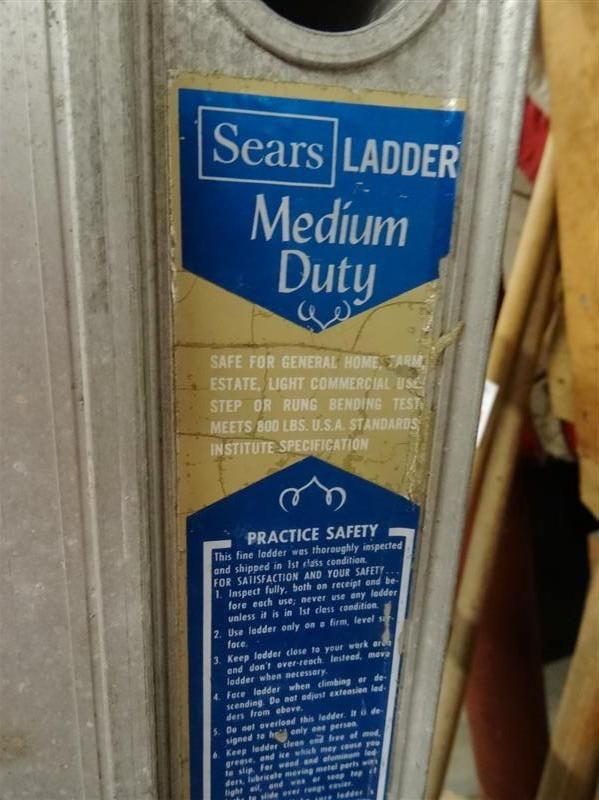 Sears LADDER
Medium
Duty
SAFE FOR GENERAL HOME, FARM,
ESTATE, LIGHT COMMERCIAL USE.
STEP OR RUNG BENDING TEST
MEETS 800 LBS. U.S.A. STANDARDS
INSTITUTE SPECIFICATION
PRACTICE SAFETY
This fine ladder was thoroughly inspected
and shipped in 1st class condition.
FOR SATISFACTION AND YOUR SAFETY...
1. Inspect fully, both on receipt and be-
fore each use; never use any ladder
unless it is in 1st class condition.
2. Use ladder only on a firm, level sur-
face.
3. Keep ladder close to your work area
and don't over-reach. Instead, move
ladder when necessary.
4. Face ladder when climbing or de-
scending. Do not adjust extension lad-
ders from above.
5. Do not overload this ladder. It is de-
signed to hold only one person.
6. Keep ladder clean and free of mud,
grease, and ice which may cause you
to slip. For wood and aluminum lad-
ders, lubricate moving metal parts with
light oil, and wax or soap top
to slide over rungs easier.
sure ladder